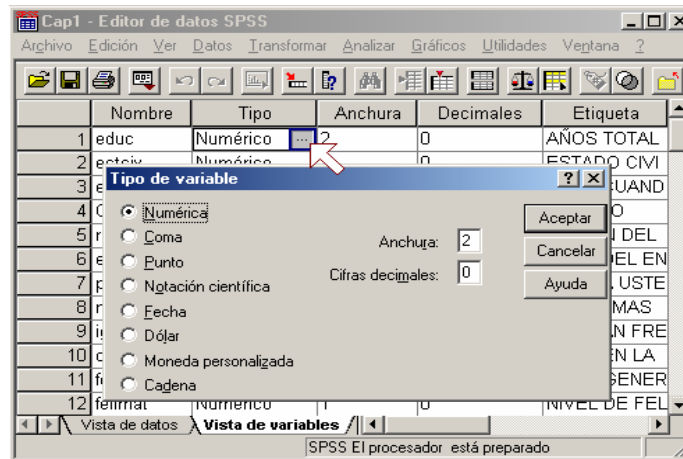 Cap1 - Editor de datos SPSS
Archivo Edición Ver Datos Transformar Analizar Gráficos Utilidades Ventana ?
Nombre Tipo Anchura Decimales Etiqueta
1 educ Numérico ... 2 0 AÑOS TOTAL
2 Numérico 0 ESTADO CIVI
3 CUAND
4
5 DEL
6 EL EN
7 USTE
8 MAS
9 N FRE
10 EN LA
11 GENER
12 felimat Numérico 1 0 NIVEL DE FEL
Tipo de variable ? X
Numérica
Coma
Punto
Notación científica
Fecha
Dólar
Moneda personalizada
Cadena
Anchura: 2
Cifras decimales: 0
Aceptar
Cancelar
Ayuda
Vista de datos Vista de variables
SPSS El procesador está preparado